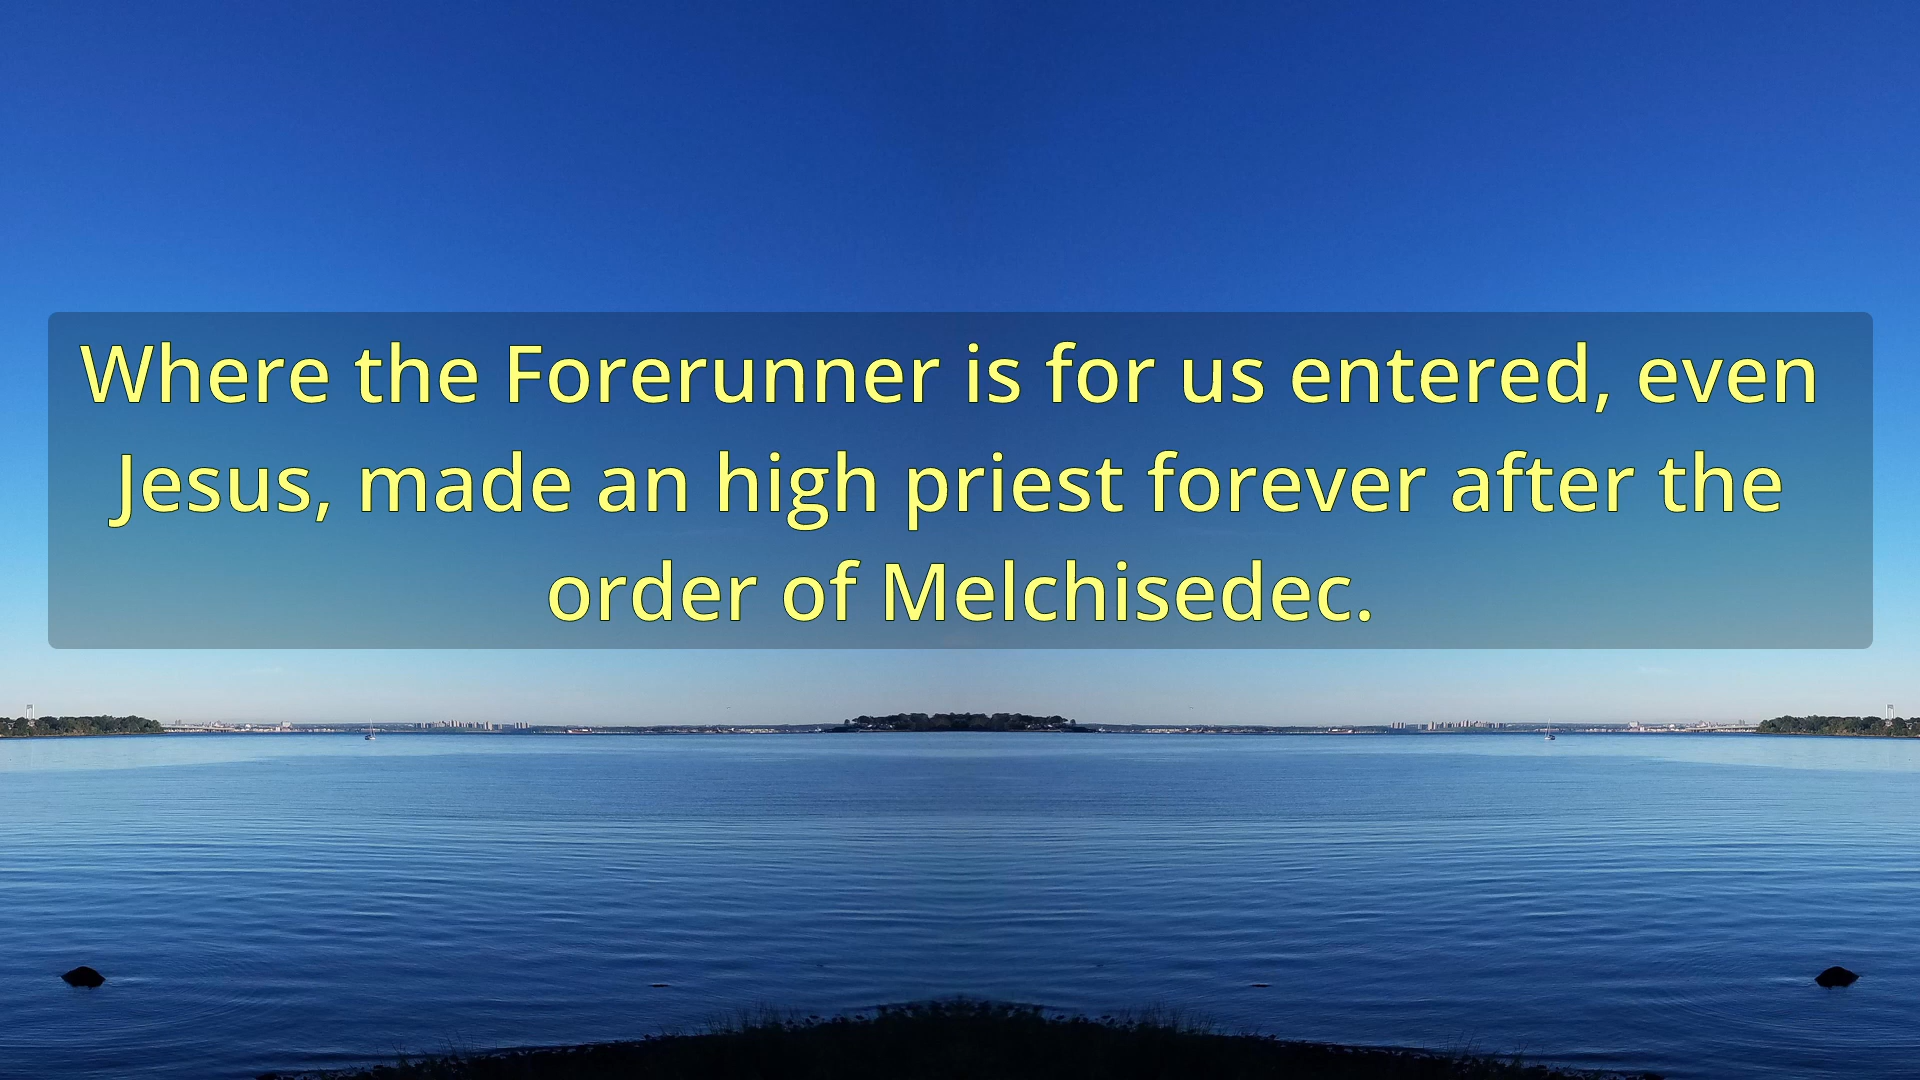 Where the Forerunner is for us entered, even
Jesus, made an high priest forever after the
order of Melchisedec.